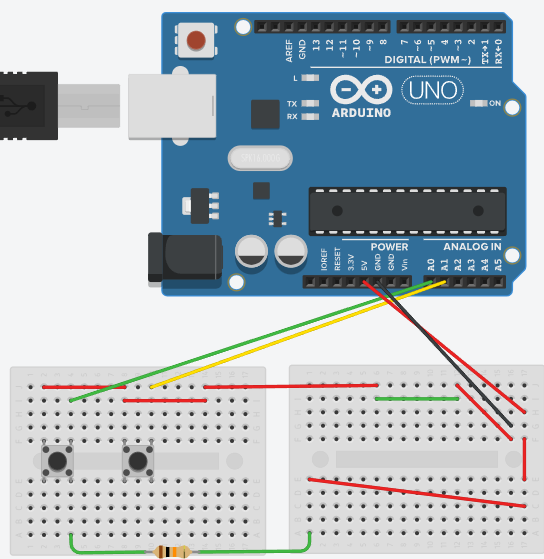 AREF
GND
13
12
~11
~10
~9
8
7
~6
~5
4
~3
2
TX→1
RX←0
DIGITAL (PWM~)
L
TX
RX
ARDUINO
UNO
ON
POWER
ANALOG IN
IOREF
RESET
3.3V
5V
GND
GND
Vin
A0
A1
A2
A3
A4
A5